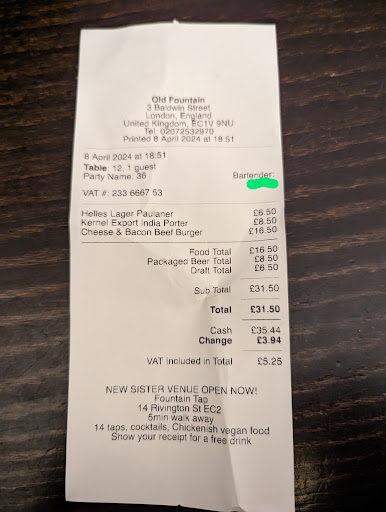 Old Fountain
3 Baldwin Street
London, England
United Kingdom, EC1V 9NU
Tel: 02072532970
Printed 8 April 2024 at 18:51
8 April 2024 at 18:51
Table: 12, 1 guest
Party Name: 36 Bartender:
VAT #: 233 6667 53
Helles Lager Paulaner £6.50
Kernel Export India Porter £8.50
Cheese & Bacon Beef Burger £16.50
Food Total £16.50
Packaged Beer Total £8.50
Draft Total £6.50
Sub Total £31.50
Total £31.50
Cash £35.44
Change £3.94
VAT Included in Total £5.25
NEW SISTER VENUE OPEN NOW!
Fountain Tap
14 Rivington St EC2
5min walk away
14 taps, cocktails, Chickenish vegan food
Show your receipt for a free drink